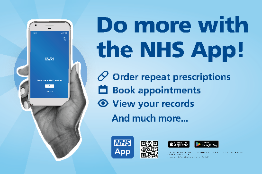 Do more with
the NHS App!
NHS
Order repeat prescriptions
Book appointments
View your records
And much more...
NHS
App